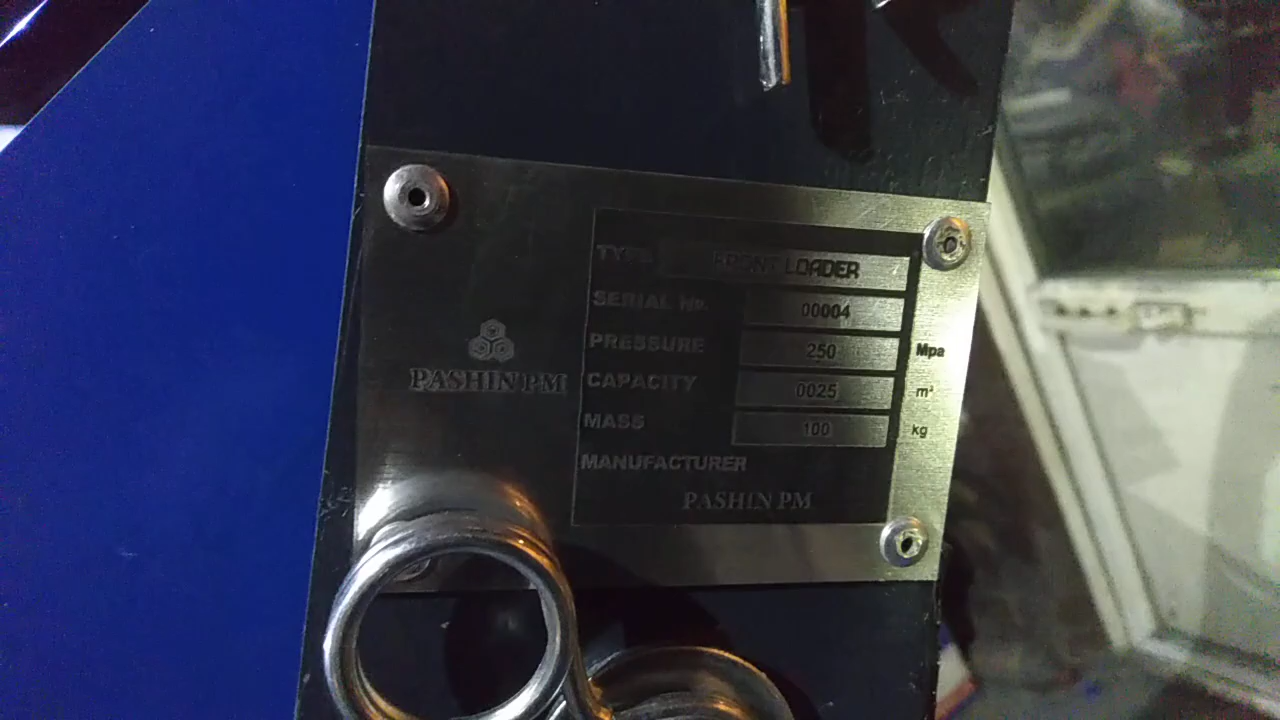 TYPE FRONT LOADER
SERIAL No. 00004
PRESSURE 250 Mpa
CAPACITY 0025 m³
MASS 100 kg
MANUFACTURER
PASHIN PM
PASHIN PM